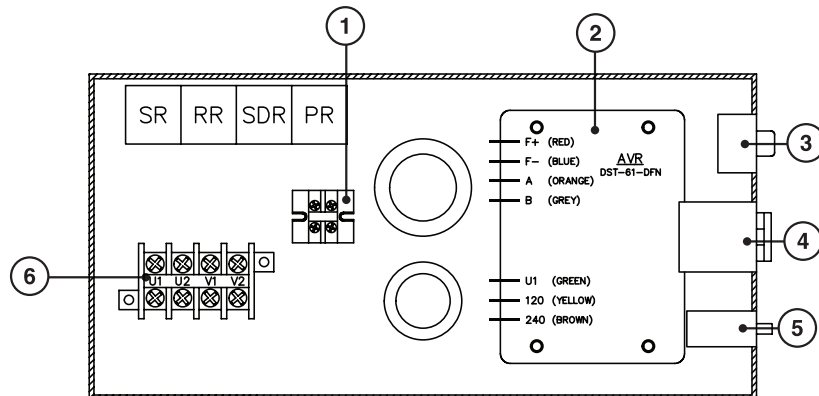 1
2
SR RR SDR PR
3
F+ (RED)
AVR
F- (BLUE)
DST-61-DFN
A (ORANGE)
B (GREY)
4
6
U1 U2 V1 V2
U1 (GREEN)
120 (YELLOW)
240 (BROWN)
5